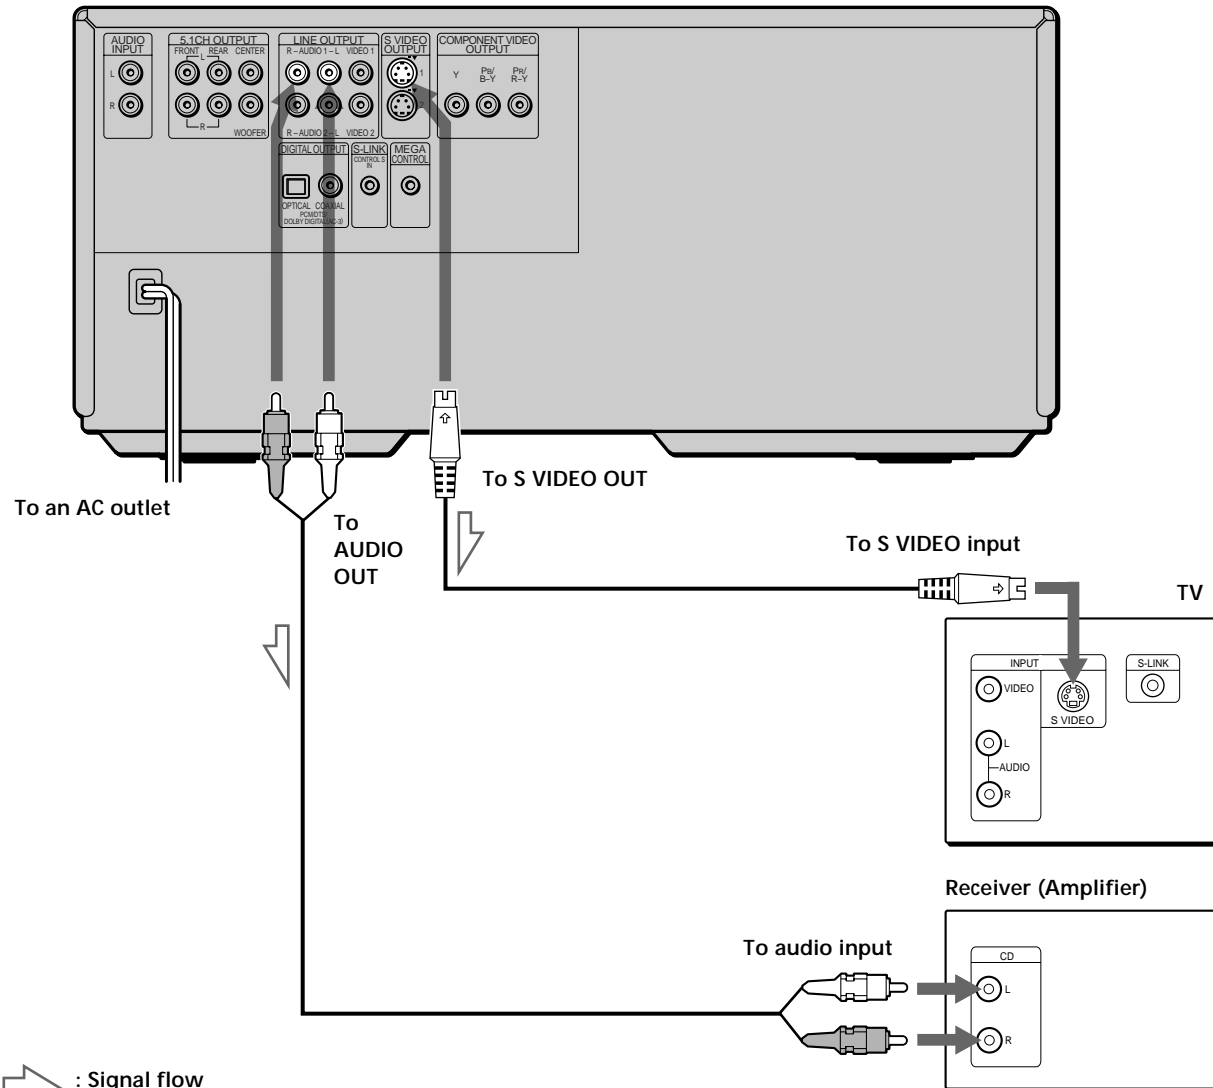 AUDIO INPUT
L
R
5.1CH OUTPUT
FRONT REAR CENTER
L
R
WOOFER
LINE OUTPUT
R – AUDIO 1 – L VIDEO 1
R – AUDIO 2 – L VIDEO 2
S VIDEO OUTPUT
1
2
COMPONENT VIDEO OUTPUT
Y PB/B–Y PR/R–Y
DIGITAL OUTPUT
OPTICAL COAXIAL
PCM/DTS/
DOLBY DIGITAL(AC-3)
S-LINK
CONTROL S
IN
MEGA CONTROL
To an AC outlet
To
AUDIO
OUT
To S VIDEO OUT
To S VIDEO input
TV
INPUT
VIDEO
S VIDEO
L
AUDIO
R
S-LINK
Receiver (Amplifier)
To audio input
CD
L
R
: Signal flow